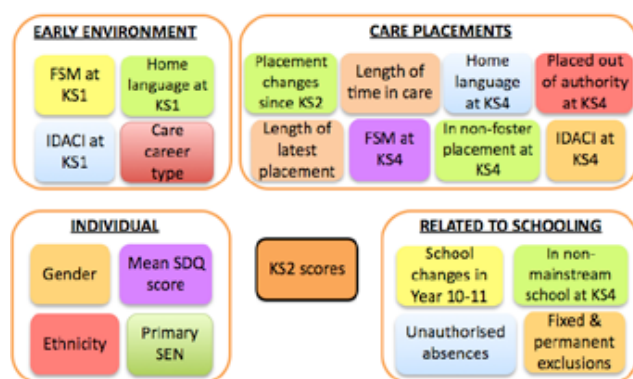 EARLY ENVIRONMENT
FSM at
KS1
Home
language at
KS1
IDACI at
KS1
Care
career
type
CARE PLACEMENTS
Placement
changes
since KS2
Length of
time in care
Home
language at
KS4
Placed out
of authority
at KS4
Length of
latest
placement
FSM at
KS4
In non-foster
placement at
KS4
IDACI at
KS4
INDIVIDUAL
Gender
Mean SDQ
score
Ethnicity
Primary
SEN
KS2 scores
RELATED TO SCHOOLING
School
changes in
Year 10-11
In non-
mainstream
school at KS4
Unauthorised
absences
Fixed &
permanent
exclusions